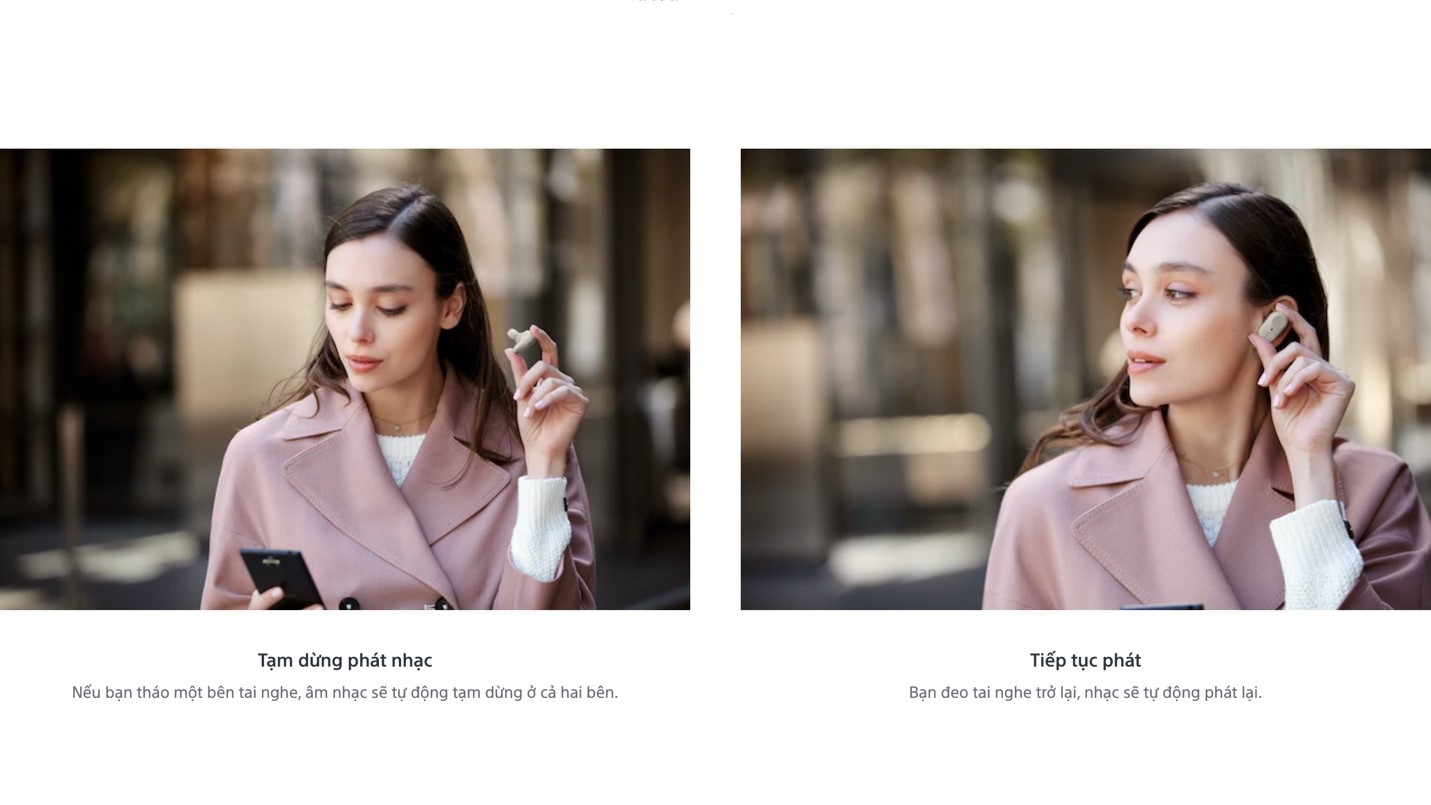 Tạm dừng phát nhạc
Nếu bạn tháo một bên tai nghe, âm nhạc sẽ tự động tạm dừng ở cả hai bên.
Tiếp tục phát
Bạn đeo tai nghe trở lại, nhạc sẽ tự động phát lại.